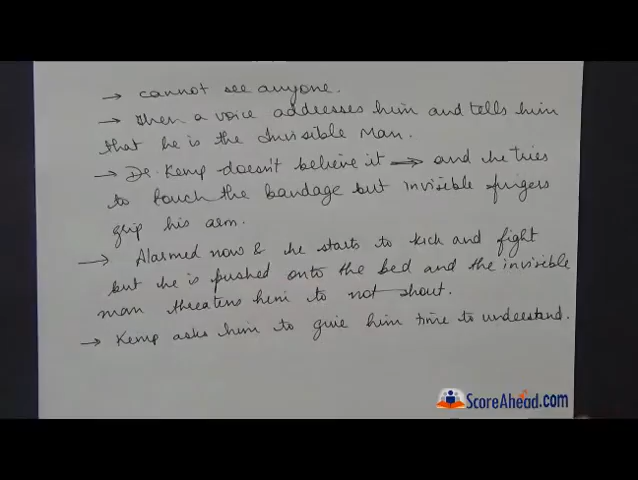 → cannot see anyone.
→ Then a voice addresses him and tells him
that he is the Invisible Man.
→ Dr. Kemp doesn't believe it → and he tries
to touch the bandage but invisible fingers
grip his arm.
→ Alarmed now & he starts to kick and fight
but he is pushed onto the bed and the invisible
man threatens him to not shout.
→ Kemp asks him to give him time to understand.
ScoreAhead.com